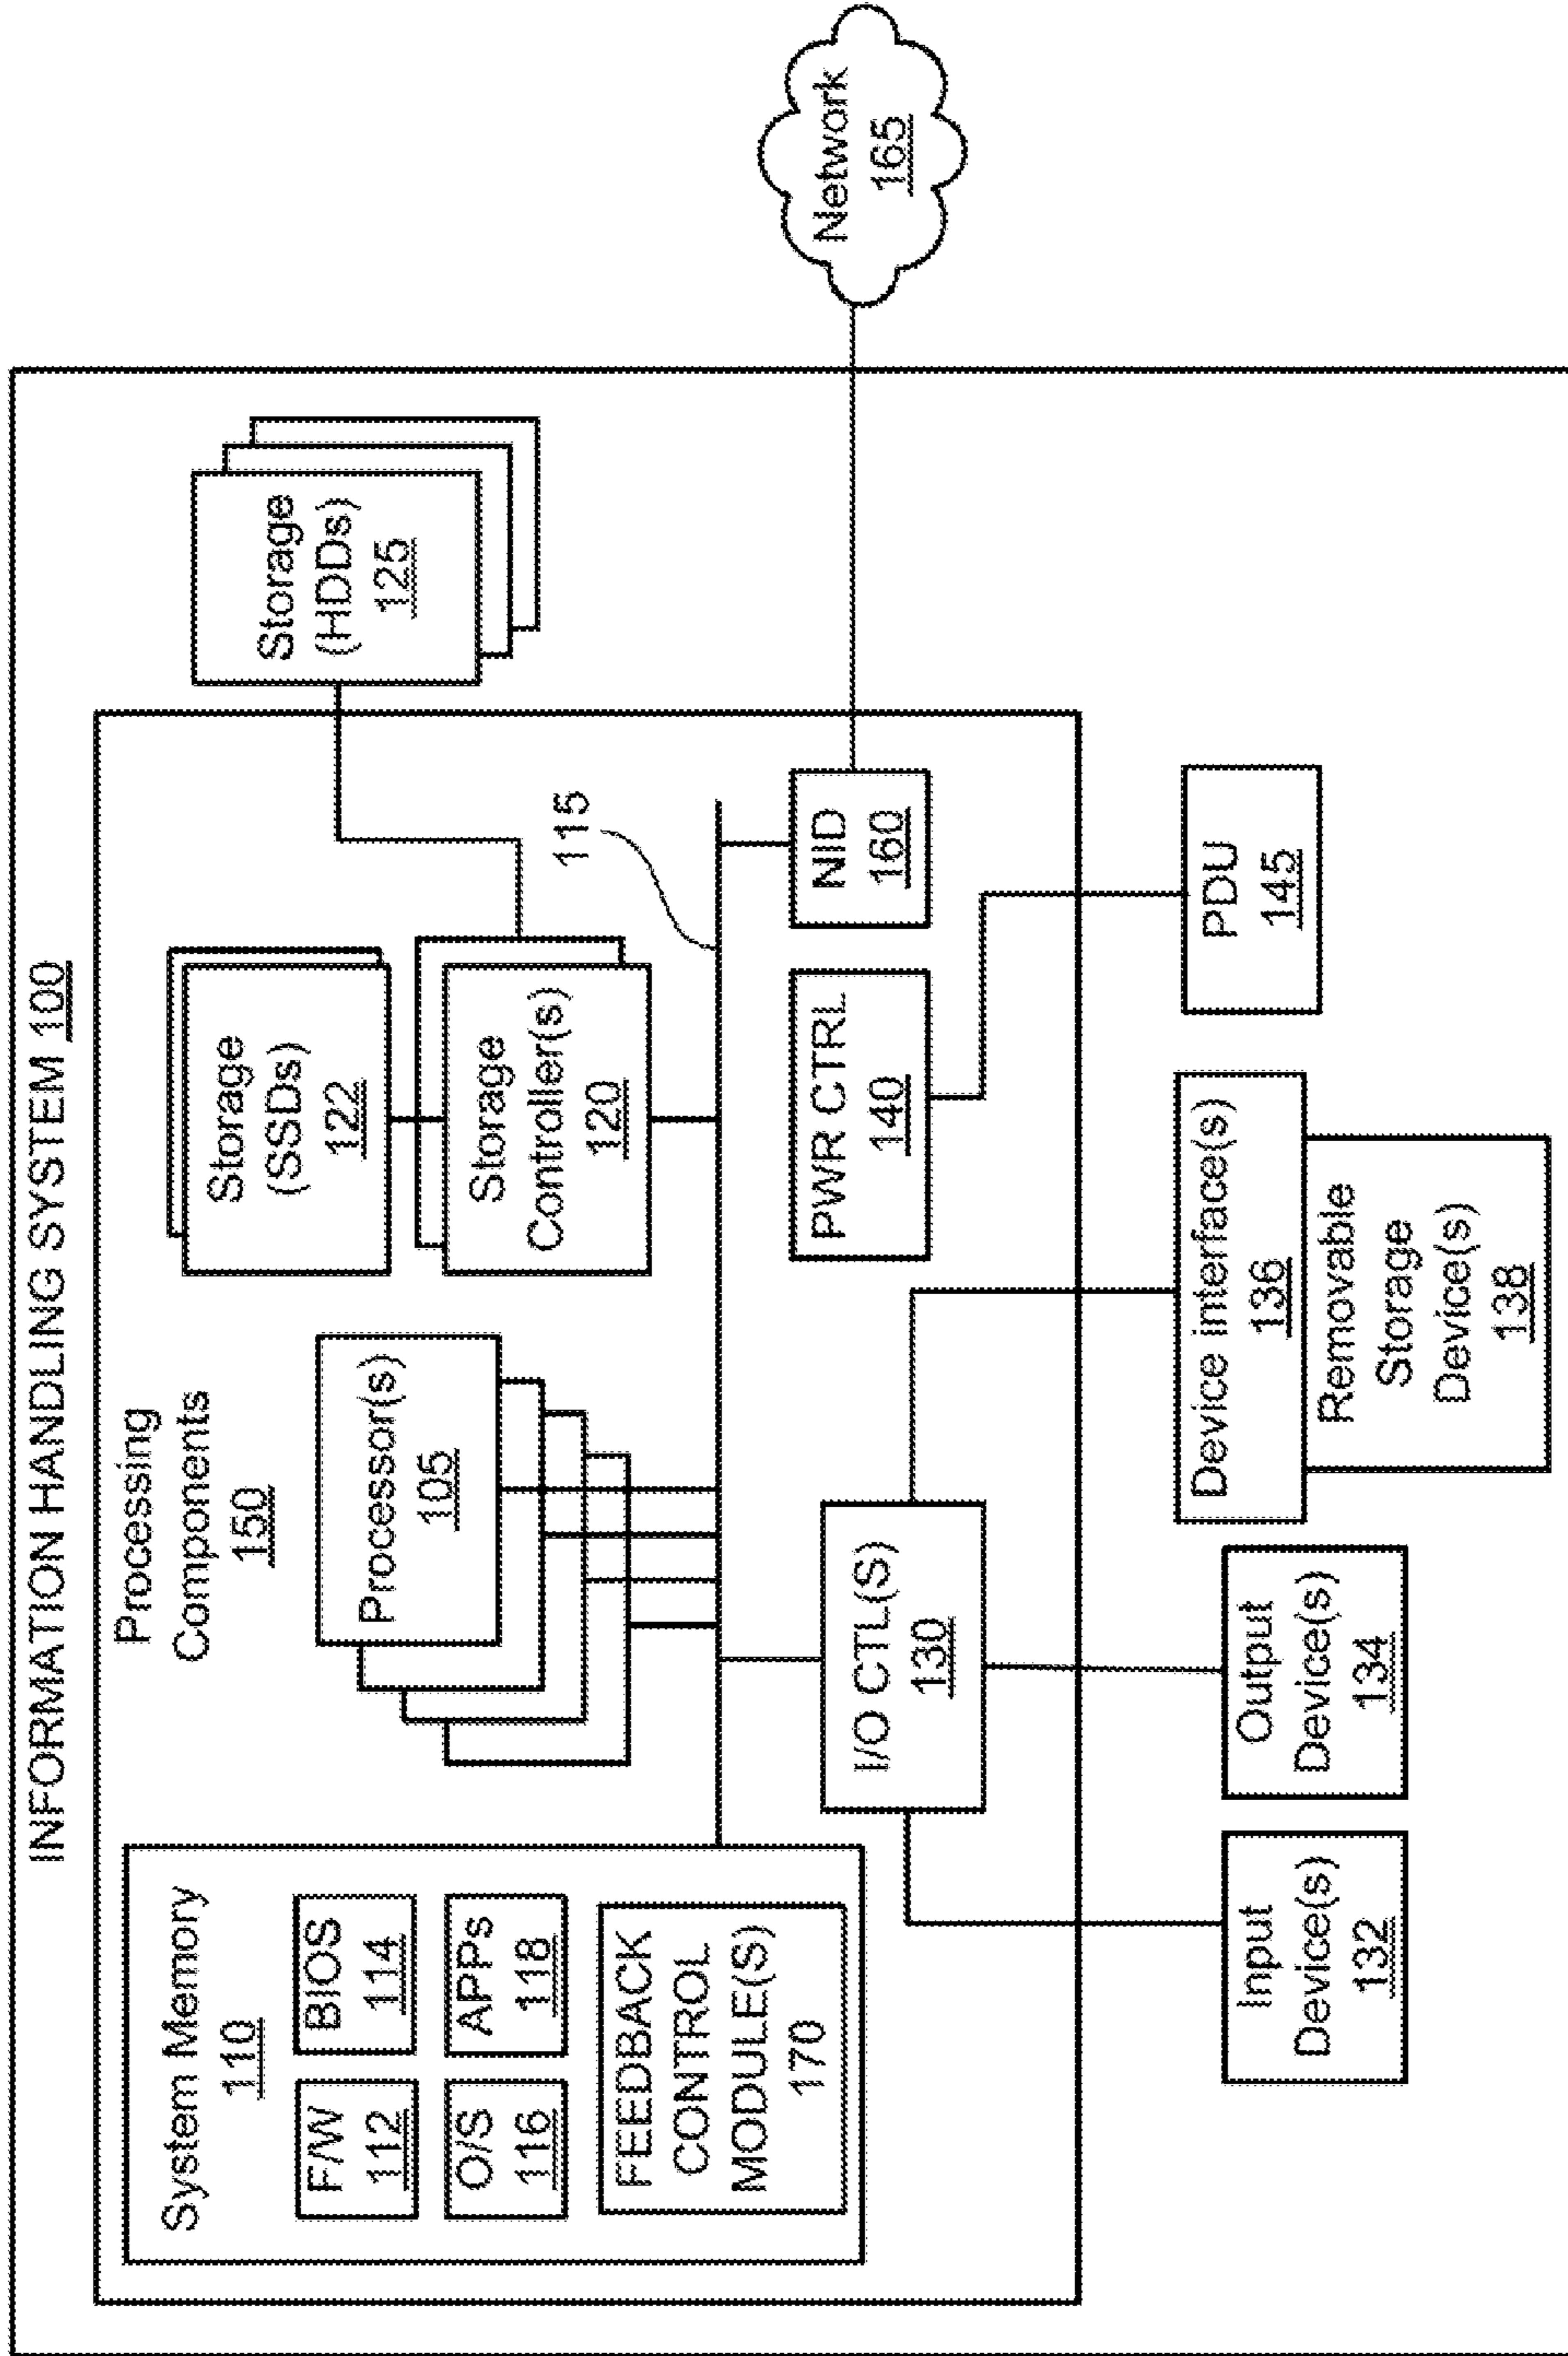 INFORMATION HANDLING SYSTEM 100
Processing
Components
150
System Memory
110
F/W
112
BIOS
114
O/S
116
APPs
118
FEEDBACK
CONTROL
MODULE(S)
170
Processor(s)
105
Storage
(SSDs)
122
Storage
Controller(s)
120
Storage
(HDDs)
125
115
I/O CTL(S)
130
PWR CTRL
140
NID
160
Network
165
Input
Device(s)
132
Output
Device(s)
134
Device interface(s)
136
Removable
Storage
Device(s)
138
PDU
145